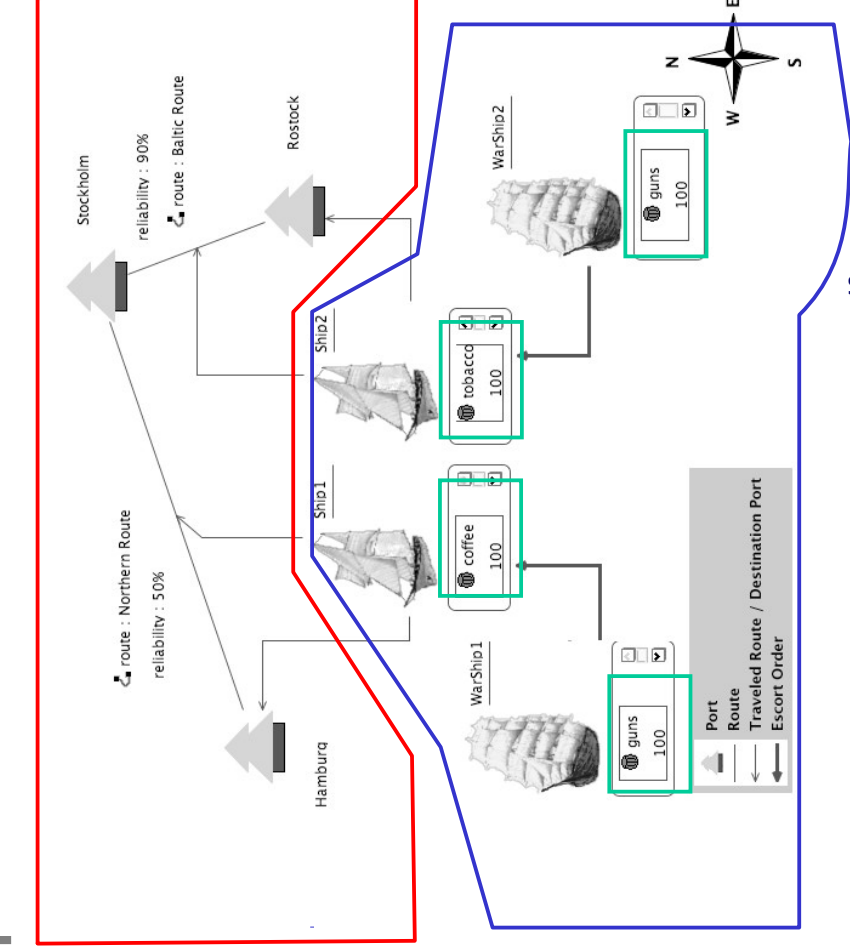 Stockholm
reliability : 90%
route : Baltic Route
Rostock
route : Northern Route
reliability : 50%
Hamburg
Ship1
Ship2
WarShip1
WarShip2
coffee
100
tobacco
100
guns
100
guns
100
N
E
S
W
Port
Route
Traveled Route / Destination Port
Escort Order